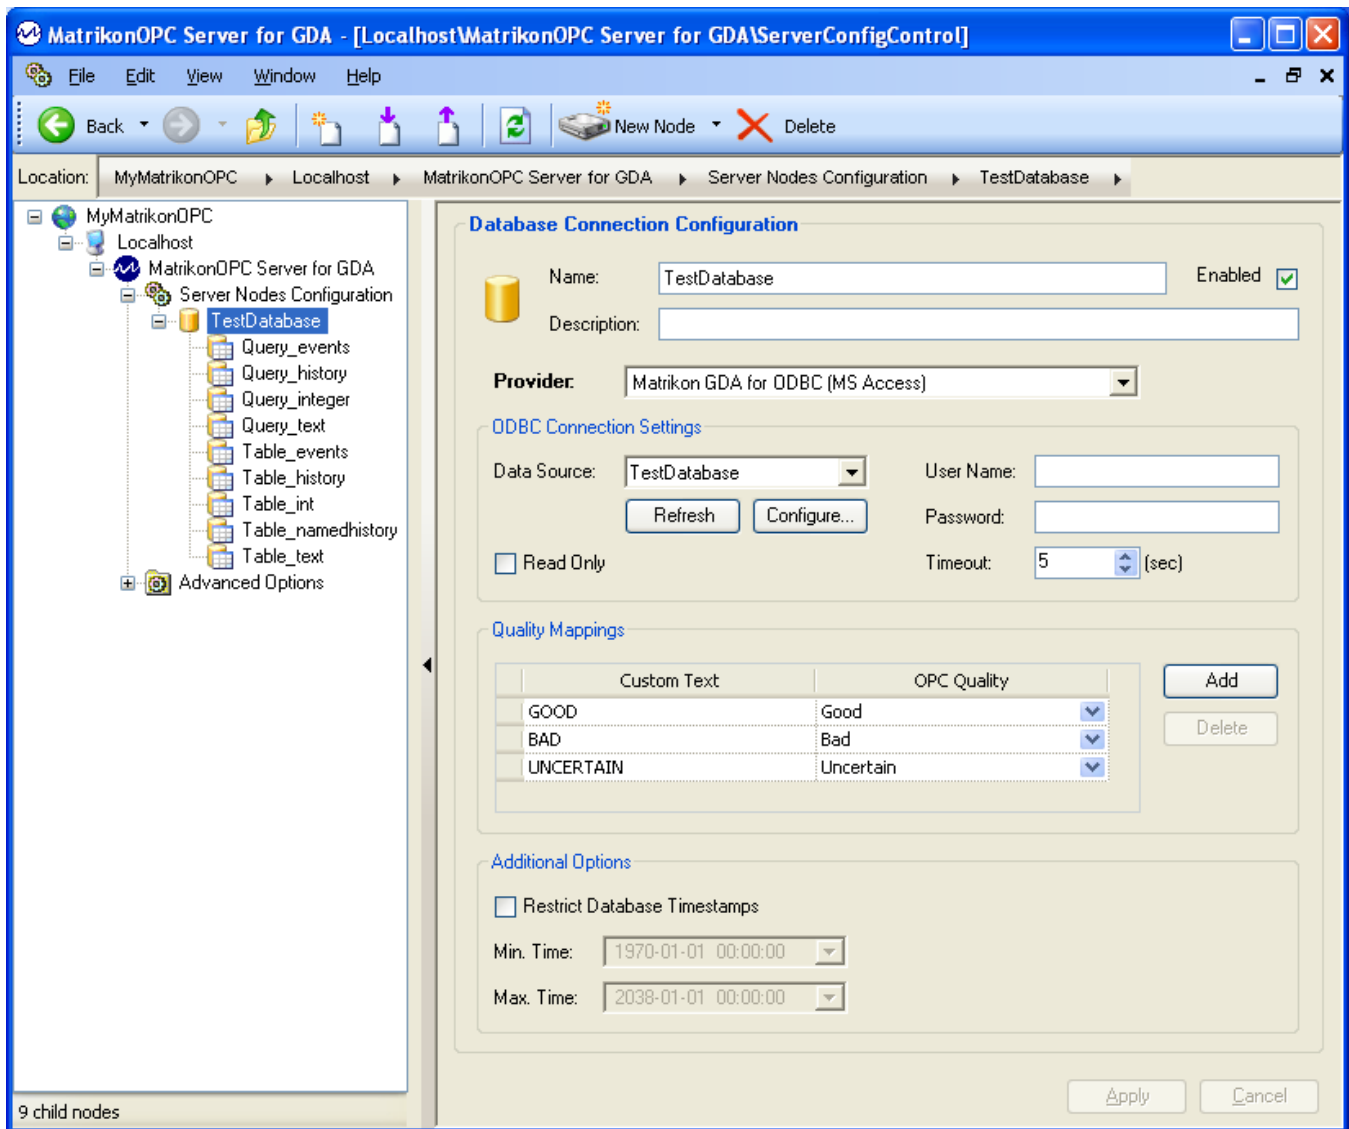 MatrikonOPC Server for GDA - [Localhost\MatrikonOPC Server for GDA\ServerConfigControl]
File Edit View Window Help
Back New Node Delete
Location: MyMatrikonOPC Localhost MatrikonOPC Server for GDA Server Nodes Configuration TestDatabase
MyMatrikonOPC
Localhost
MatrikonOPC Server for GDA
Server Nodes Configuration
TestDatabase
Query_events
Query_history
Query_integer
Query_text
Table_events
Table_history
Table_int
Table_namedhistory
Table_text
Advanced Options
9 child nodes
Database Connection Configuration
Name: TestDatabase Enabled
Description:
Provider: Matrikon GDA for ODBC (MS Access)
ODBC Connection Settings
Data Source: TestDatabase User Name:
Refresh Configure... Password:
Read Only Timeout: 5 (sec)
Quality Mappings
Custom Text OPC Quality Add
GOOD Good
BAD Bad Delete
UNCERTAIN Uncertain
Additional Options
Restrict Database Timestamps
Min. Time: 1970-01-01 00:00:00
Max. Time: 2038-01-01 00:00:00
Apply Cancel